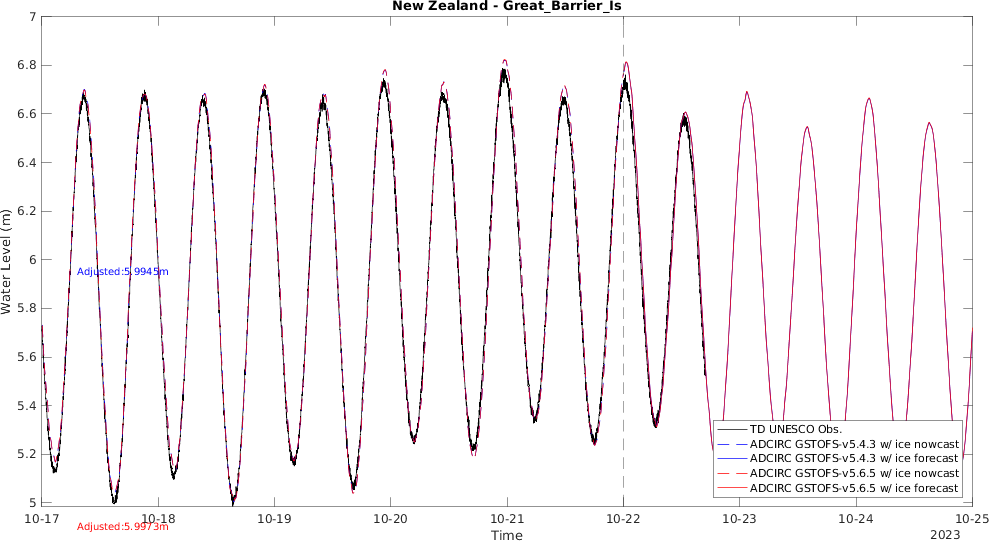 New Zealand - Great_Barrier_Is
7
6.8
6.6
6.4
6.2
6
5.8
5.6
5.4
5.2
5
Water Level (m)
Adjusted:5.9945m
Adjusted:5.9973m
TD UNESCO Obs.
ADCIRC GSTOFS-v5.4.3 w/ ice nowcast
ADCIRC GSTOFS-v5.4.3 w/ ice forecast
ADCIRC GSTOFS-v5.6.5 w/ ice nowcast
ADCIRC GSTOFS-v5.6.5 w/ ice forecast
10-17 10-18 10-19 10-20 10-21 10-22 10-23 10-24 10-25
Time
2023